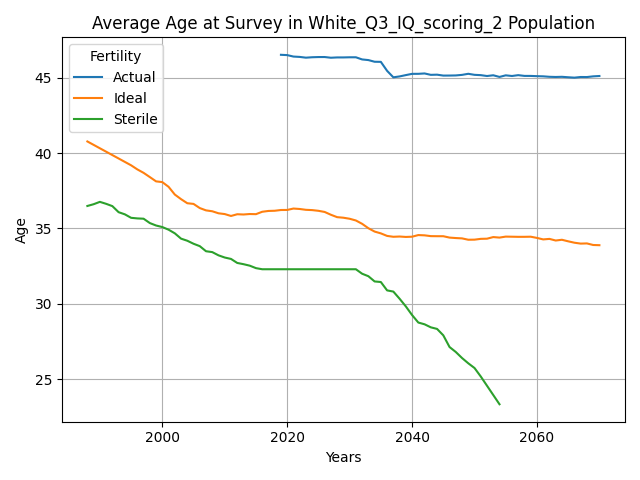 Average Age at Survey in White_Q3_IQ_scoring_2 Population
Fertility
Actual
Ideal
Sterile
45
40
35
30
25
Age
2000
2020
2040
2060
Years